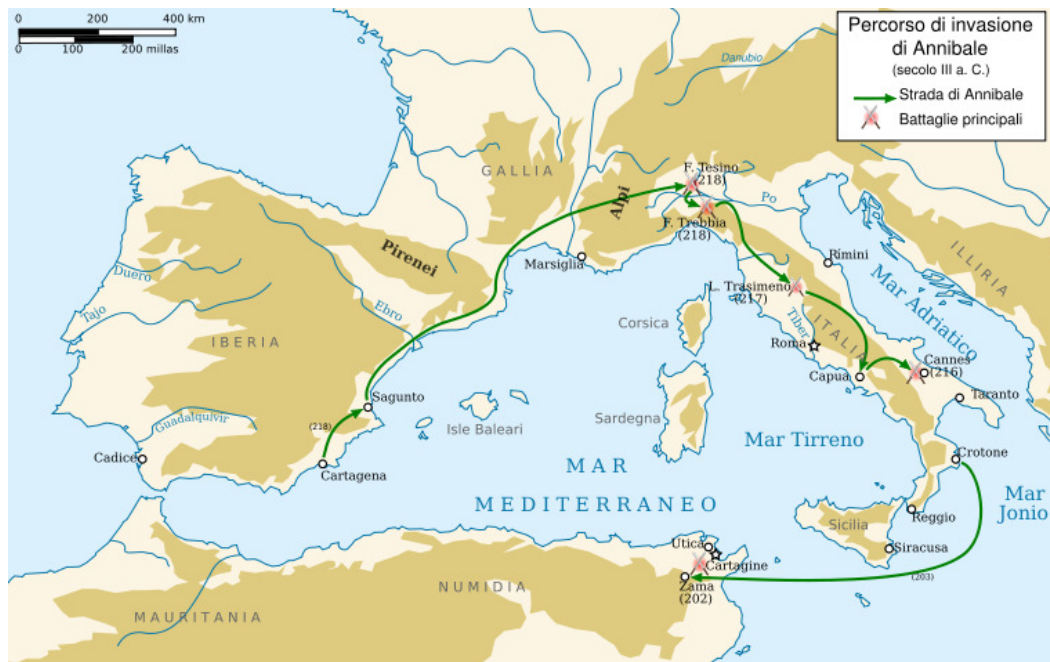 0 200 400 km
0 100 200 millas
Percorso di invasione
di Annibale
(secolo III a. C.)
Strada di Annibale
Battaglie principali
Danubio
GALLIA
Alpi
F. Tesino
(218)
Po
F. Trebbia
(218)
Pirenei
Marsiglia
Rimini
ILLIRIA
Mar Adriatico
Duero
Tajo
Ebro
IBERIA
L. Trasimeno
(217)
Corsica
Tiber
ITALIA
Roma
Capua
Cannes
(216)
Taranto
Sagunto
(218)
Guadalquivir
Isle Baleari
Sardegna
Mar Tirreno
Cadice
Cartagena
MAR
MEDITERRANEO
Crotone
Mar
Jonio
Reggio
Sicilia
Siracusa
Utica
Cartagine
Zama
(202)
(203)
NUMIDIA
MAURITANIA